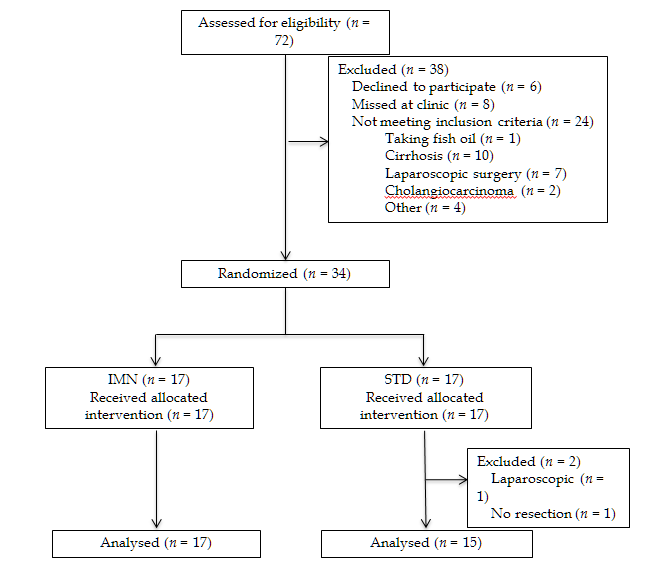 Assessed for eligibility (n =
72)
Excluded (n = 38)
Declined to participate (n = 6)
Missed at clinic (n = 8)
Not meeting inclusion criteria (n = 24)
Taking fish oil (n = 1)
Cirrhosis (n = 10)
Laparoscopic surgery (n = 7)
Cholangiocarcinoma (n = 2)
Other (n = 4)
Randomized (n = 34)
IMN (n = 17)
Received allocated
intervention (n = 17)
STD (n = 17)
Received allocated
intervention (n = 17)
Excluded (n = 2)
Laparoscopic (n =
1)
No resection (n = 1)
Analysed (n = 17)
Analysed (n = 15)